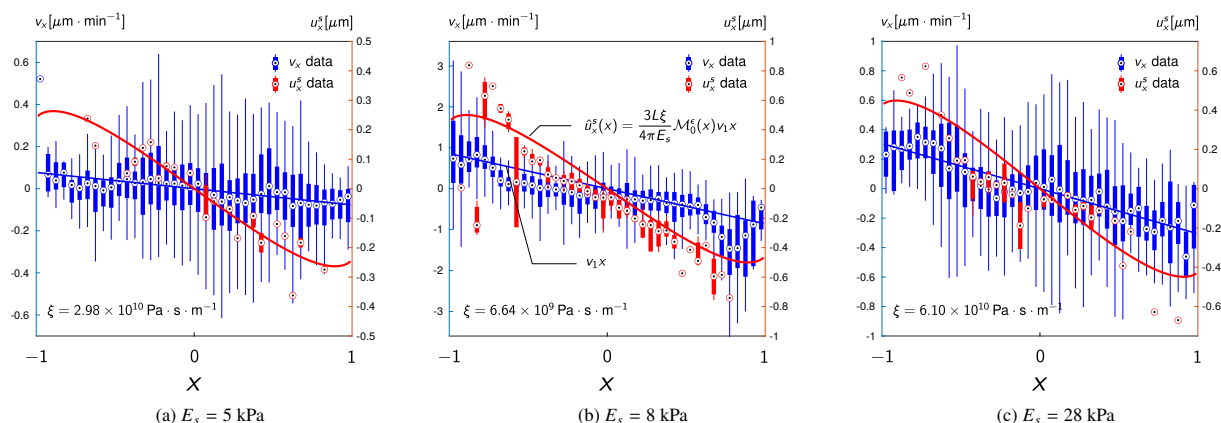 v_x [μm · min⁻¹] u_x^s [μm] v_x [μm · min⁻¹] u_x^s [μm] v_x [μm · min⁻¹] u_x^s [μm]
0.6 0.4 0.2 0 -0.2 -0.4 -0.6
0.5 0.4 0.3 0.2 0.1 0 -0.1 -0.2 -0.3 -0.4 -0.5
v_x data
u_x^s data
ξ = 2.98 × 10¹⁰ Pa · s · m⁻¹
−1 0 1
X
(a) E_s = 5 kPa
3 2 1 0 -1 -2 -3
1 0.8 0.6 0.4 0.2 0 -0.2 -0.4 -0.6 -0.8 -1
v_x data
u_x^s data
û_x^s(x) = 3Lξ/4πE_s M_0^ϵ(x)v_1x
v_1x
ξ = 6.64 × 10⁹ Pa · s · m⁻¹
−1 0 1
X
(b) E_s = 8 kPa
1 0.8 0.6 0.4 0.2 0 -0.2 -0.4 -0.6 -0.8 -1
0.6 0.4 0.2 0 -0.2 -0.4 -0.6
v_x data
u_x^s data
ξ = 6.10 × 10¹⁰ Pa · s · m⁻¹
−1 0 1
X
(c) E_s = 28 kPa